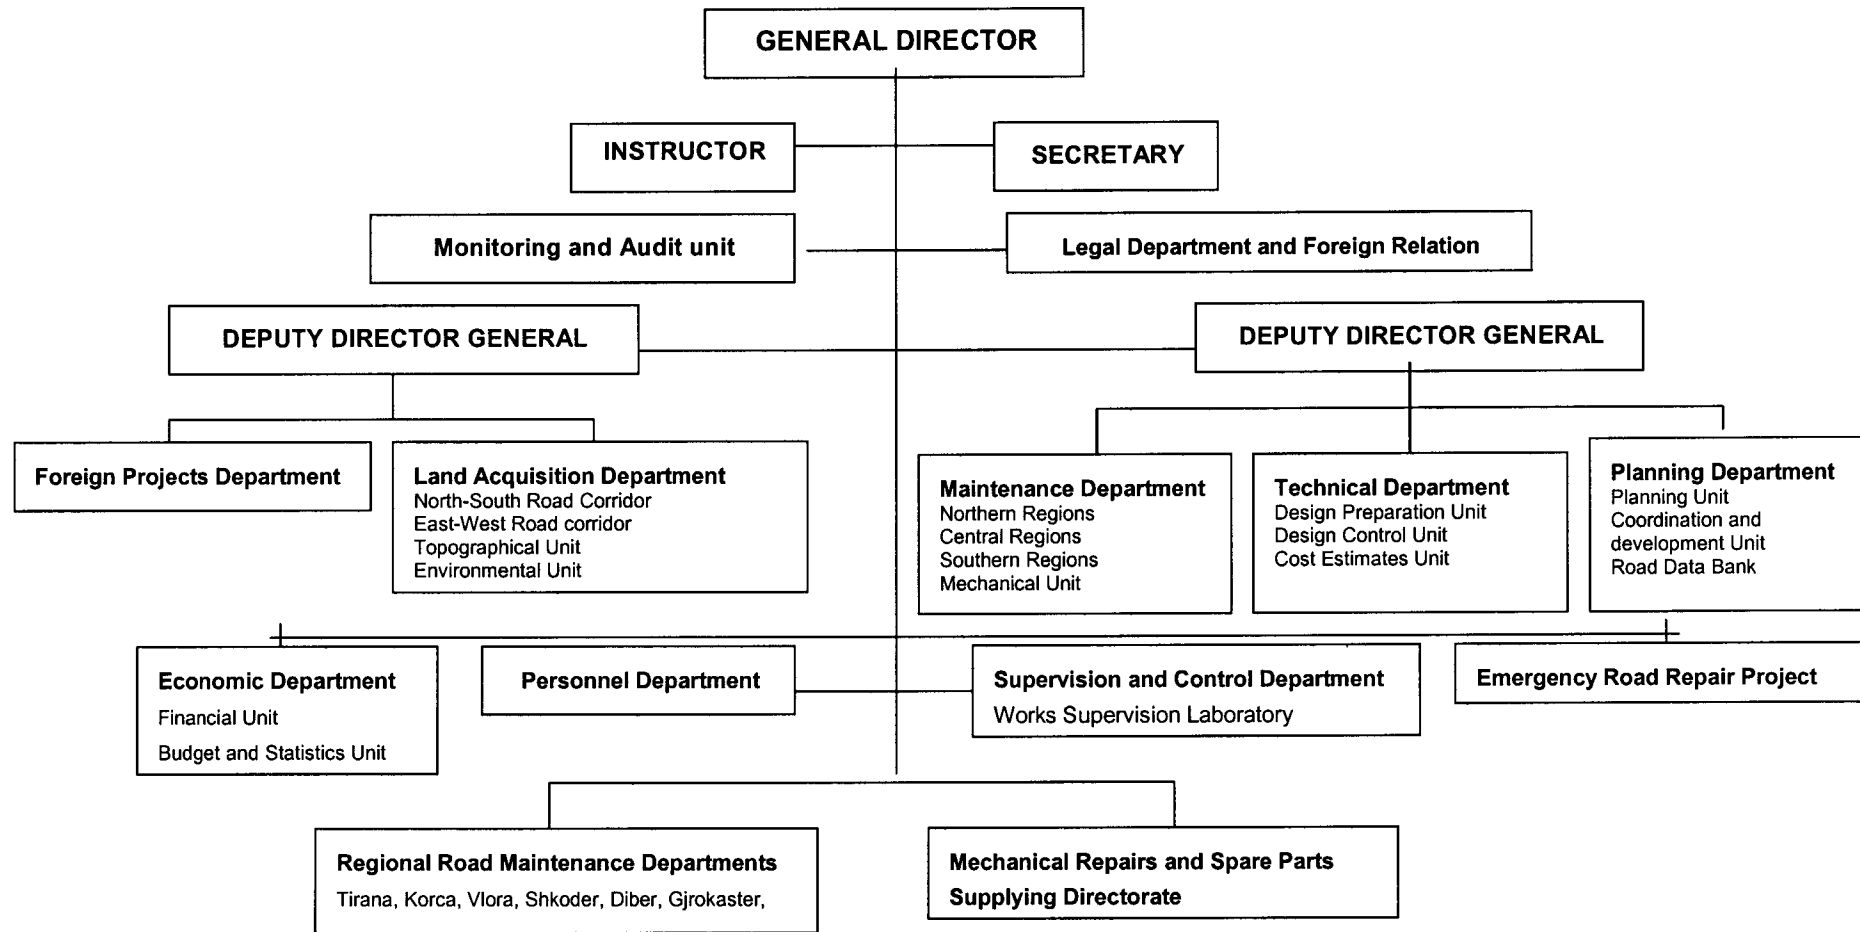 GENERAL DIRECTOR
INSTRUCTOR
SECRETARY
Monitoring and Audit unit
Legal Department and Foreign Relation
DEPUTY DIRECTOR GENERAL
DEPUTY DIRECTOR GENERAL
Foreign Projects Department
Land Acquisition Department
North-South Road Corridor
East-West Road corridor
Topographical Unit
Environmental Unit
Maintenance Department
Northern Regions
Central Regions
Southern Regions
Mechanical Unit
Technical Department
Design Preparation Unit
Design Control Unit
Cost Estimates Unit
Planning Department
Planning Unit
Coordination and
development Unit
Road Data Bank
Economic Department
Financial Unit
Budget and Statistics Unit
Personnel Department
Supervision and Control Department
Works Supervision Laboratory
Emergency Road Repair Project
Regional Road Maintenance Departments
Tirana, Korca, Vlora, Shkoder, Diber, Gjrokaster,
Mechanical Repairs and Spare Parts
Supplying Directorate